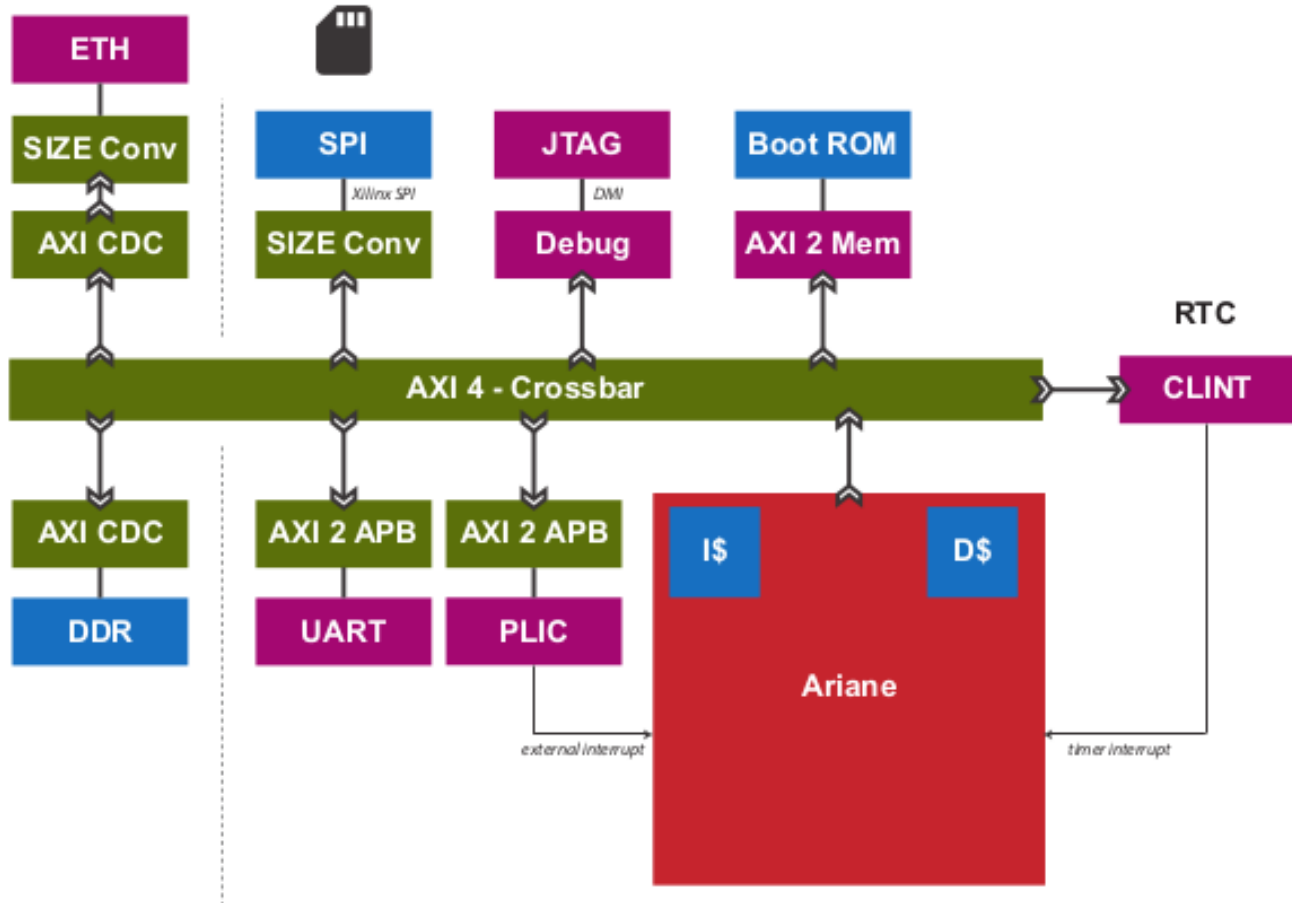 ETH
SIZE Conv
SPI
JTAG
Boot ROM
Xilinx SPI
DMI
AXI CDC
SIZE Conv
Debug
AXI 2 Mem
RTC
AXI 4 - Crossbar
CLINT
AXI CDC
AXI 2 APB
AXI 2 APB
I$
D$
DDR
UART
PLIC
Ariane
external interrupt
timer interrupt